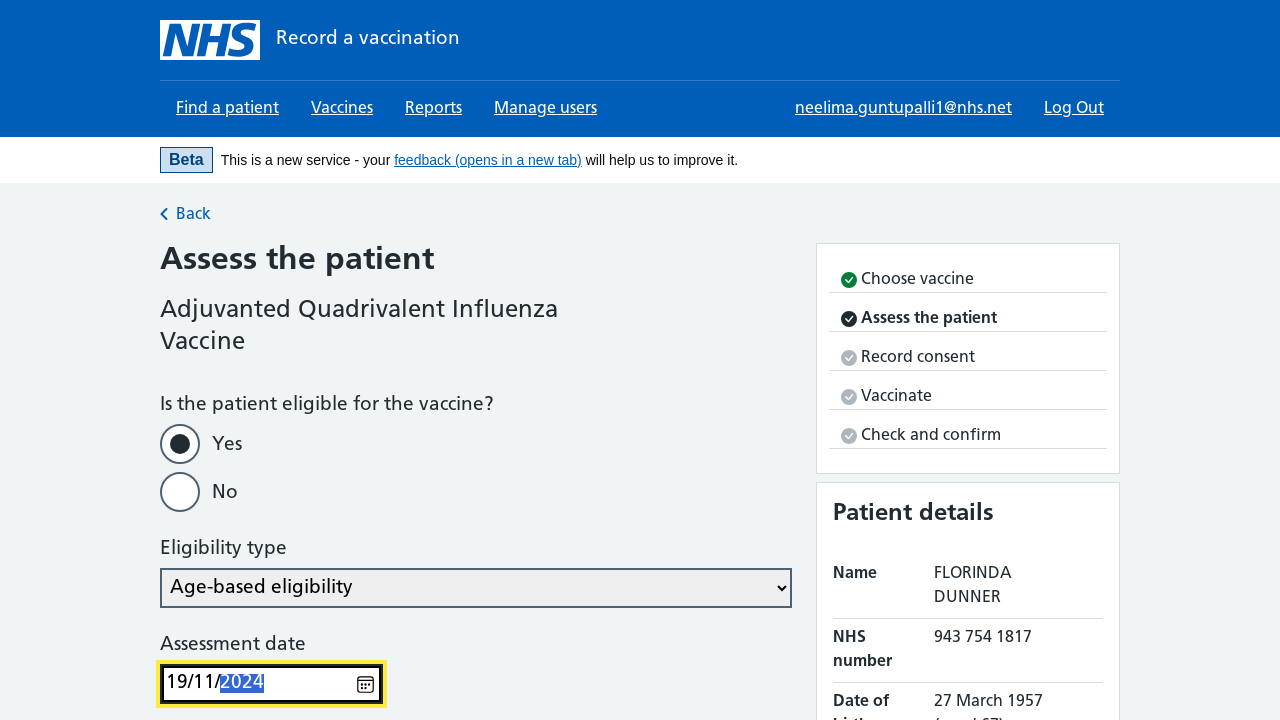 NHS Record a vaccination
Find a patient Vaccines Reports Manage users neelima.guntupalli1@nhs.net Log Out
Beta This is a new service - your feedback (opens in a new tab) will help us to improve it.
Back
Assess the patient
Adjuvanted Quadrivalent Influenza
Vaccine
Is the patient eligible for the vaccine?
Yes
No
Eligibility type
Age-based eligibility
Assessment date
19/11/2024
Choose vaccine
Assess the patient
Record consent
Vaccinate
Check and confirm
Patient details
Name FLORINDA
DUNNER
NHS 943 754 1817
number
Date of 27 March 1957